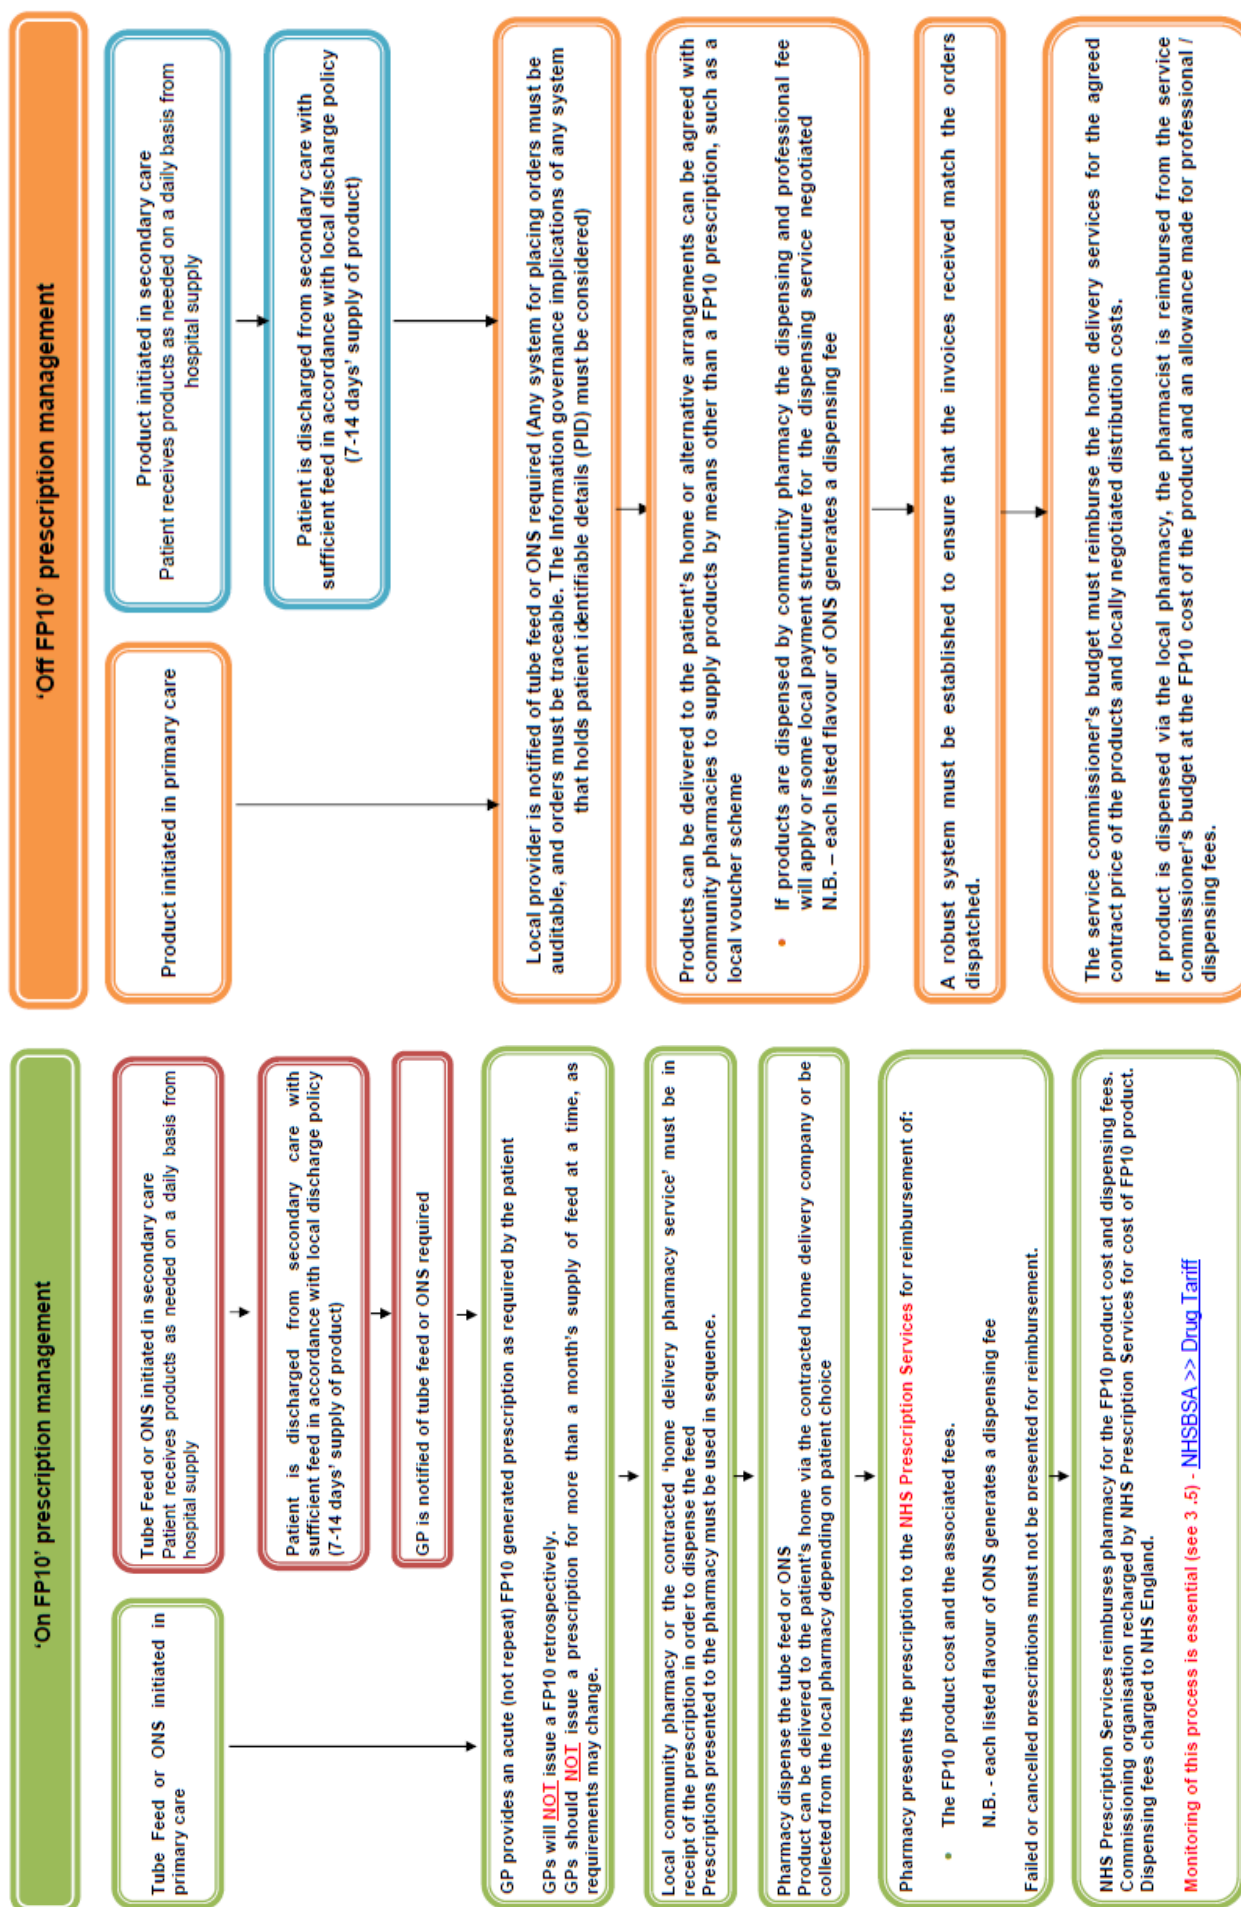 ‘On FP10’ prescription management
Tube Feed or ONS initiated in
primary care
Tube Feed or ONS initiated in secondary care
Patient receives products as needed on a daily basis from
hospital supply
Patient is discharged from secondary care with
sufficient feed in accordance with local discharge policy
(7-14 days’ supply of product)
GP is notified of tube feed or ONS required
GP provides an acute (not repeat) FP10 generated prescription as required by the patient
GPs will NOT issue a FP10 retrospectively.
GPs should NOT issue a prescription for more than a month’s supply of feed at a time, as
requirements may change.
Local community pharmacy or the contracted ‘home delivery pharmacy service’ must be in
receipt of the prescription in order to dispense the feed
Prescriptions presented to the pharmacy must be used in sequence.
Pharmacy dispense the tube feed or ONS
Product can be delivered to the patient’s home via the contracted home delivery company or be
collected from the local pharmacy depending on patient choice
Pharmacy presents the prescription to the NHS Prescription Services for reimbursement of:
• The FP10 product cost and the associated fees.
N.B. - each listed flavour of ONS generates a dispensing fee
Failed or cancelled prescriptions must not be presented for reimbursement.
NHS Prescription Services reimburses pharmacy for the FP10 product cost and dispensing fees.
Commissioning organisation recharged by NHS Prescription Services for cost of FP10 product.
Dispensing fees charged to NHS England.
Monitoring of this process is essential (see 3 .5) - NHSBSA >> Drug Tariff
‘Off FP10’ prescription management
Product initiated in primary care
Product initiated in secondary care
Patient receives products as needed on a daily basis from
hospital supply
Patient is discharged from secondary care with
sufficient feed in accordance with local discharge policy
(7-14 days’ supply of product)
Local provider is notified of tube feed or ONS required (Any system for placing orders must be
auditable, and orders must be traceable. The Information governance implications of any system
that holds patient identifiable details (PID) must be considered)
Products can be delivered to the patient’s home or alternative arrangements can be agreed with
community pharmacies to supply products by means other than a FP10 prescription, such as a
local voucher scheme
• If products are dispensed by community pharmacy the dispensing and professional fee
will apply or some local payment structure for the dispensing service negotiated
N.B. – each listed flavour of ONS generates a dispensing fee
A robust system must be established to ensure that the invoices received match the orders
dispatched.
The service commissioner’s budget must reimburse the home delivery services for the agreed
contract price of the products and locally negotiated distribution costs.
If product is dispensed via the local pharmacy, the pharmacist is reimbursed from the service
commissioner’s budget at the FP10 cost of the product and an allowance made for professional /
dispensing fees.